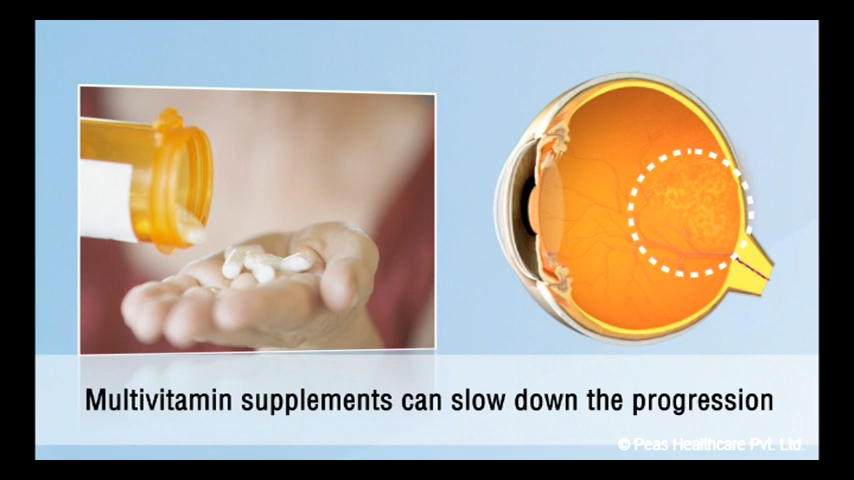 Multivitamin supplements can slow down the progression
© Peas Healthcare Pvt. Ltd.